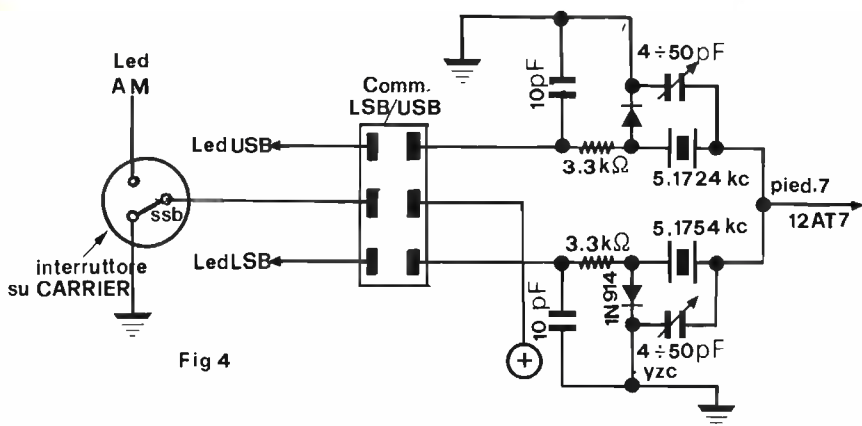 Led
AM
Comm.
LSB/USB
10pF
4÷50pF
Led USB
3.3kΩ
5.1724 kc
ssb
pied.7
12AT7
interruttore
su CARRIER
Led LSB
3.3kΩ
5.1754 kc
10 pF
1N914
4÷50pF
+
yzc
Fig 4